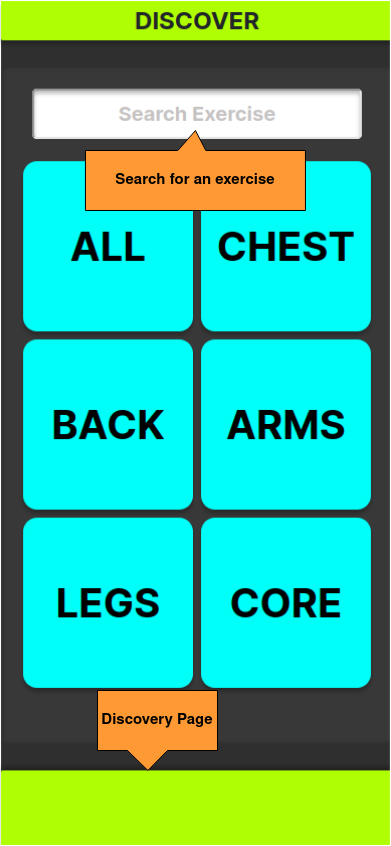 DISCOVER
Search Exercise
Search for an exercise
ALL
CHEST
BACK
ARMS
LEGS
CORE
Discovery Page